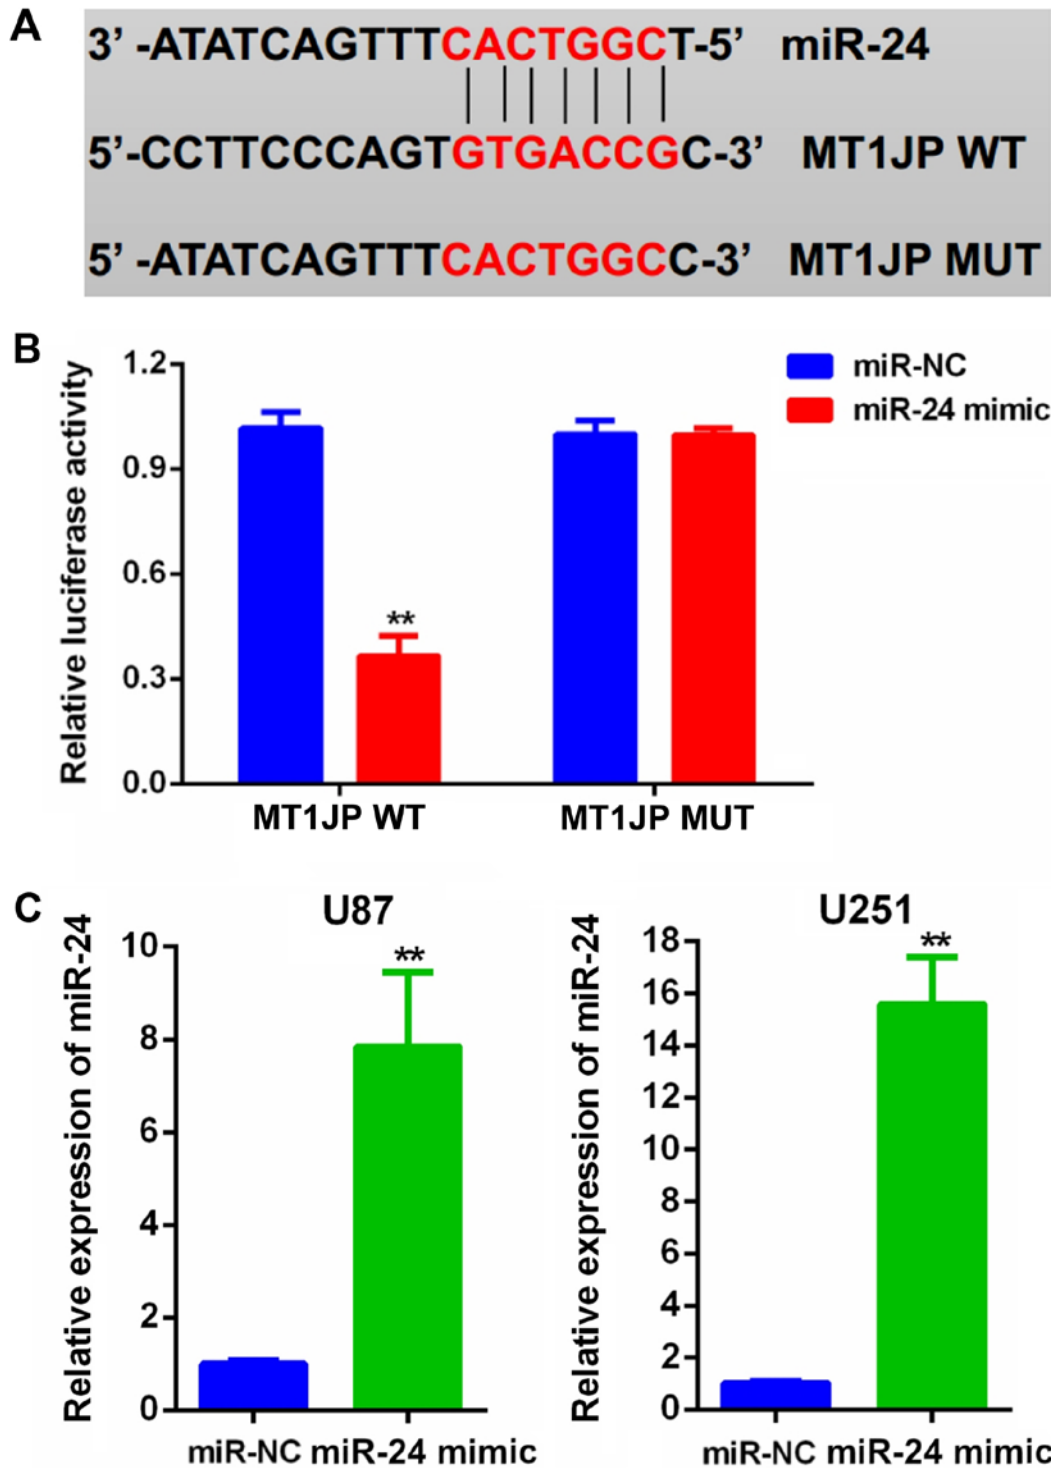 A
3’ -ATATCAGTTTCACTGGCT-5’ miR-24
5’-CCTTCCCAGTGTGACCGC-3’ MT1JP WT
5’ -ATATCAGTTTCACTGGCC-3’ MT1JP MUT
B
Relative luciferase activity
1.2
0.9
0.6
0.3
0.0
**
miR-NC
miR-24 mimic
MT1JP WT
MT1JP MUT
C
U87
Relative expression of miR-24
10
8
6
4
2
0
**
miR-NC
miR-24 mimic
U251
Relative expression of miR-24
18
16
14
12
10
8
6
4
2
0
**
miR-NC
miR-24 mimic